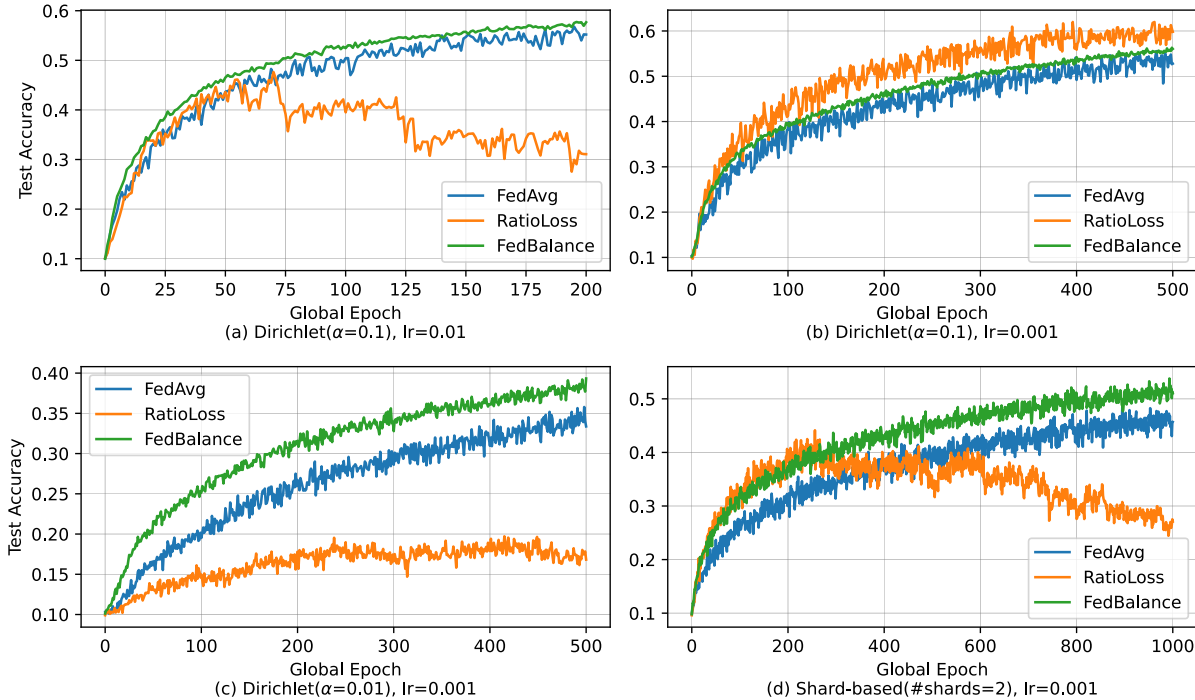 0.6
0.5
0.4
0.3
0.2
0.1
Test Accuracy
FedAvg
RatioLoss
FedBalance
0 25 50 75 100 125 150 175 200
Global Epoch
(a) Dirichlet(α=0.1), lr=0.01
0.6
0.5
0.4
0.3
0.2
0.1
FedAvg
RatioLoss
FedBalance
0 100 200 300 400 500
Global Epoch
(b) Dirichlet(α=0.1), lr=0.001
0.40
0.35
0.30
0.25
0.20
0.15
0.10
Test Accuracy
FedAvg
RatioLoss
FedBalance
0 100 200 300 400 500
Global Epoch
(c) Dirichlet(α=0.01), lr=0.001
0.5
0.4
0.3
0.2
0.1
FedAvg
RatioLoss
FedBalance
0 200 400 600 800 1000
Global Epoch
(d) Shard-based(#shards=2), lr=0.001